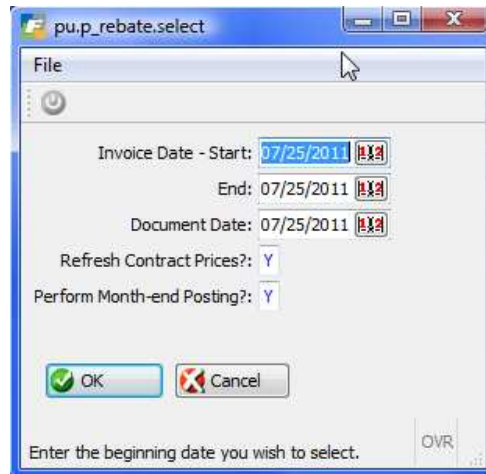 pu.p_rebate.select
File
Invoice Date - Start: 07/25/2011
End: 07/25/2011
Document Date: 07/25/2011
Refresh Contract Prices?: Y
Perform Month-end Posting?: Y
OK Cancel
Enter the beginning date you wish to select. OVR